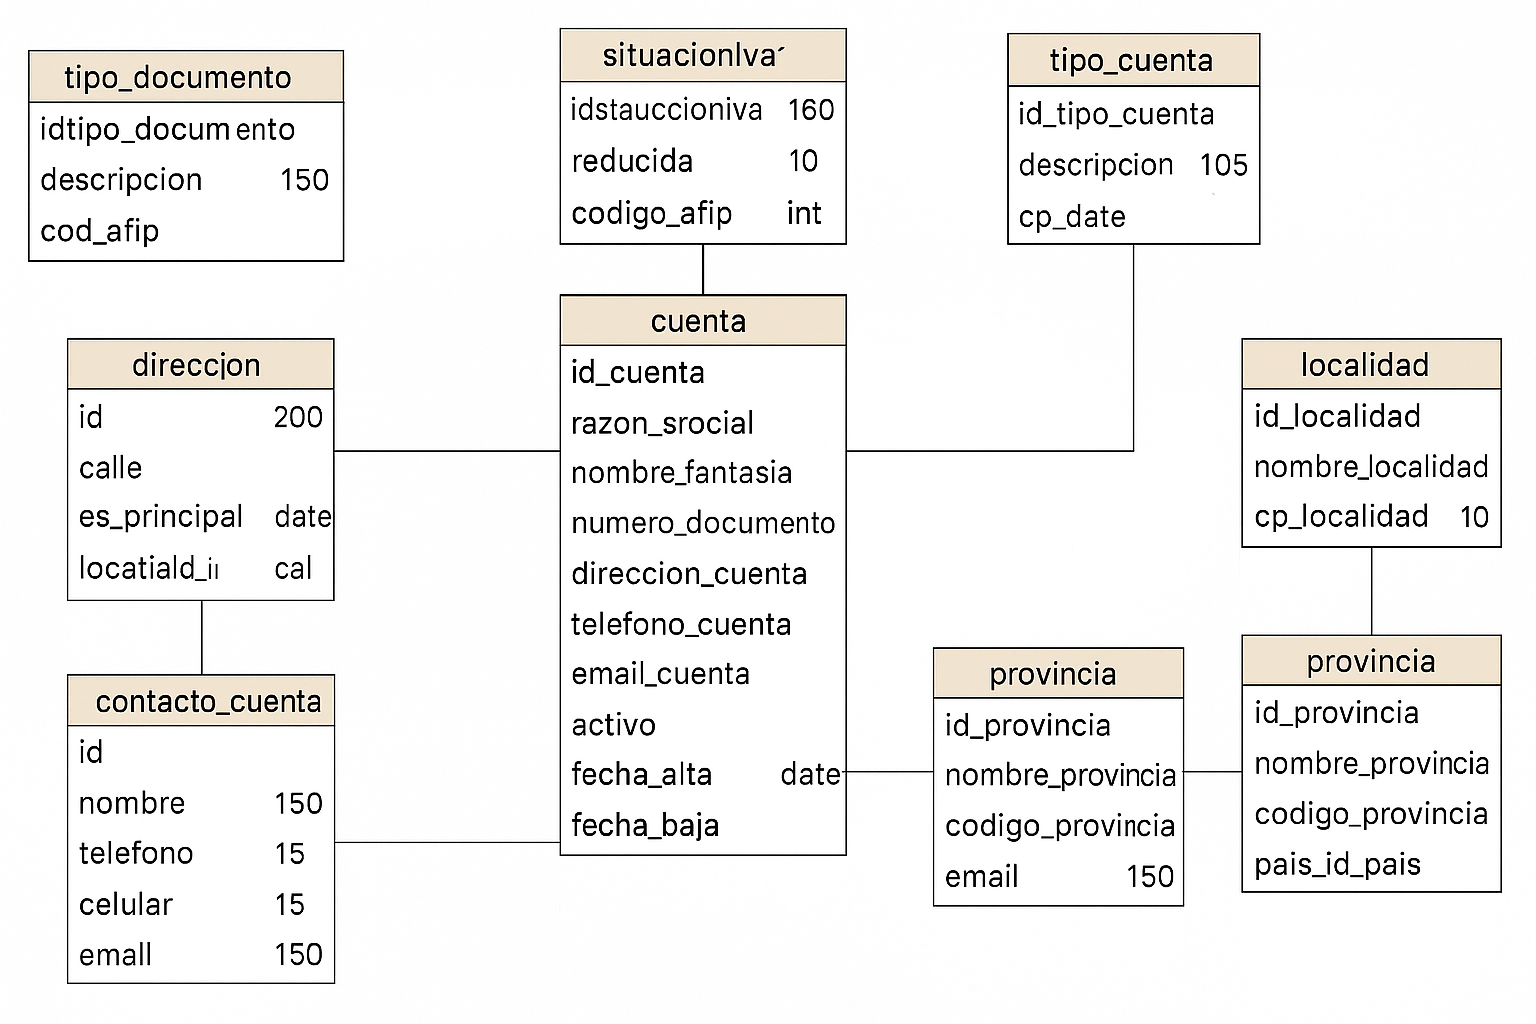 tipo_documento
idtipo_documento
descripcion 150
cod_afip
situacionIva´
idstauccioniva 160
reducida 10
codigo_afip int
tipo_cuenta
id_tipo_cuenta
descripcion 105
cp_date
direccjon
id 200
calle
es_principal date
cal
contacto_cuenta
id
nombre 150
telefono 15
celular 15
emall 150
cuenta
id_cuenta
razon_srocial
nombre_fantasia
numero_documento
direccion_cuenta
telefono_cuenta
email_cuenta
activo
fecha_alta date
fecha_baja
provincia
id_provincia
nombre_provincia
codigo_provincia
email 150
localidad
id_localidad
nombre_localidad
cp_localidad 10
provincia
id_provincia
nombre_provincia
codigo_provincia
pais_id_pais